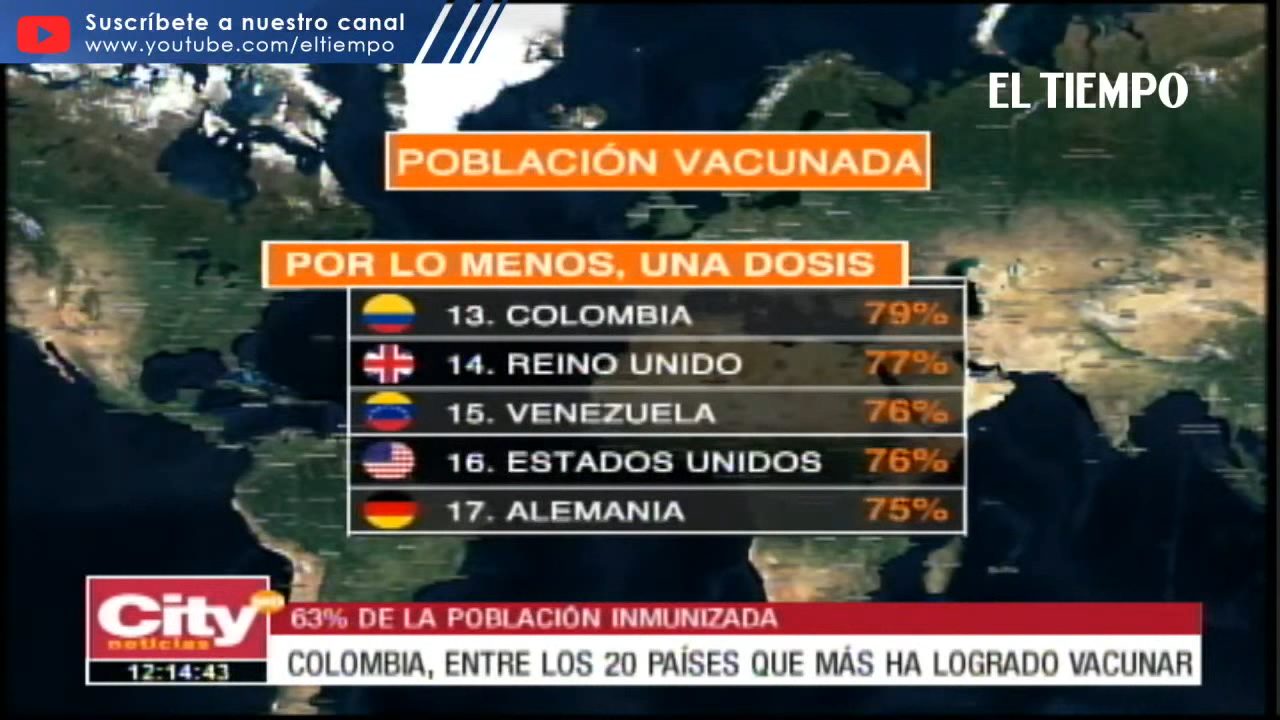 Suscríbete a nuestro canal
www.youtube.com/eltiempo
EL TIEMPO
POBLACIÓN VACUNADA
POR LO MENOS, UNA DOSIS
13. COLOMBIA 79%
14. REINO UNIDO 77%
15. VENEZUELA 76%
16. ESTADOS UNIDOS 76%
17. ALEMANIA 75%
City
noticias
12:14:43
63% DE LA POBLACIÓN INMUNIZADA
COLOMBIA, ENTRE LOS 20 PAÍSES QUE MÁS HA LOGRADO VACUNAR